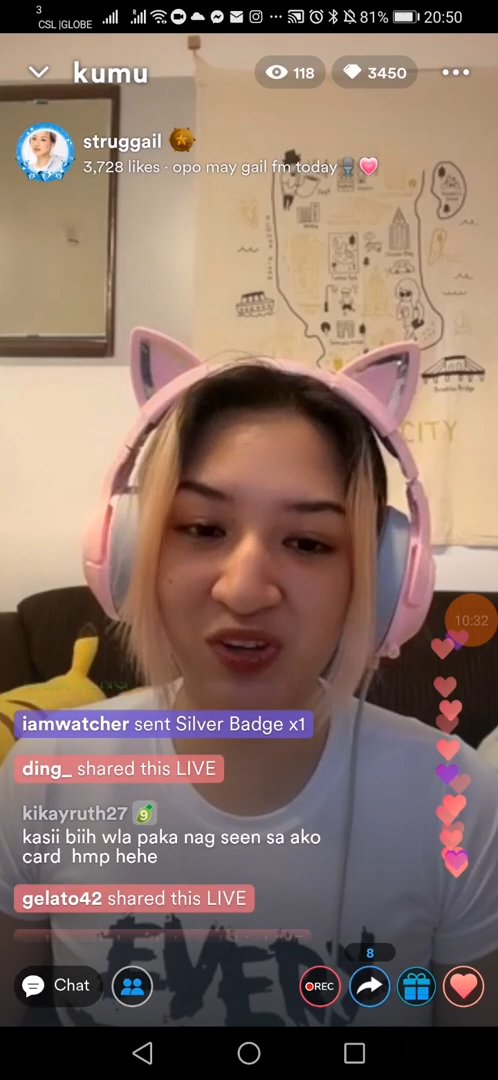 3
CSL |GLOBE
81%
20:50
kumu
118
3450
struggail
3,728 likes · opo may gail fm today
CITY
10:32
iamwatcher sent Silver Badge x1
ding_ shared this LIVE
kikayruth27 9
kasii biih wla paka nag seen sa ako
card hmp hehe
gelato42 shared this LIVE
8
Chat
REC